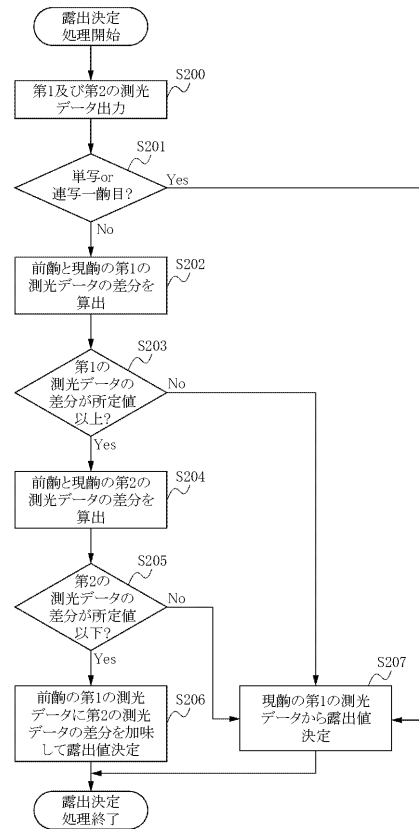 露出決定
処理開始
S200
第1及び第2の測光
データ出力
S201
単写or
連写一齣目?
Yes
No
S202
前齣と現齣の第1の
測光データの差分を
算出
S203
第1の
測光データの
差分が所定値
以上?
No
Yes
S204
前齣と現齣の第2の
測光データの差分を
算出
S205
第2の
測光データの
差分が所定値
以下?
No
Yes
S206
前齣の第1の測光
データに第2の測光
データの差分を加味
して露出値決定
S207
現齣の第1の測光
データから露出値
決定
露出決定
処理終了